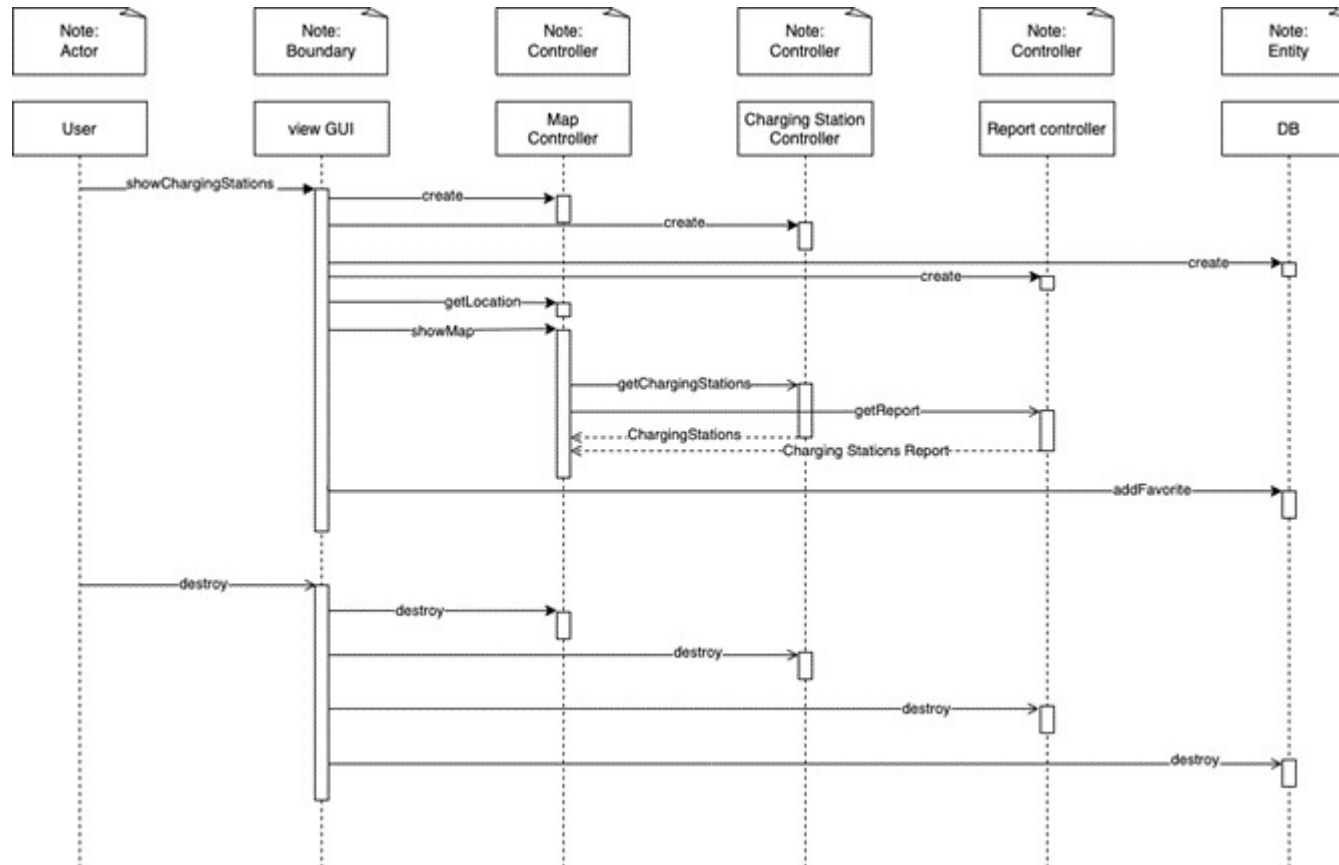 Note:
Actor
Note:
Boundary
Note:
Controller
Note:
Controller
Note:
Controller
Note:
Entity
User
view GUI
Map
Controller
Charging Station
Controller
Report controller
DB
showChargingStations
create
create
create
create
getLocation
showMap
getChargingStations
getReport
ChargingStations
Charging Stations Report
addFavorite
destroy
destroy
destroy
destroy
destroy